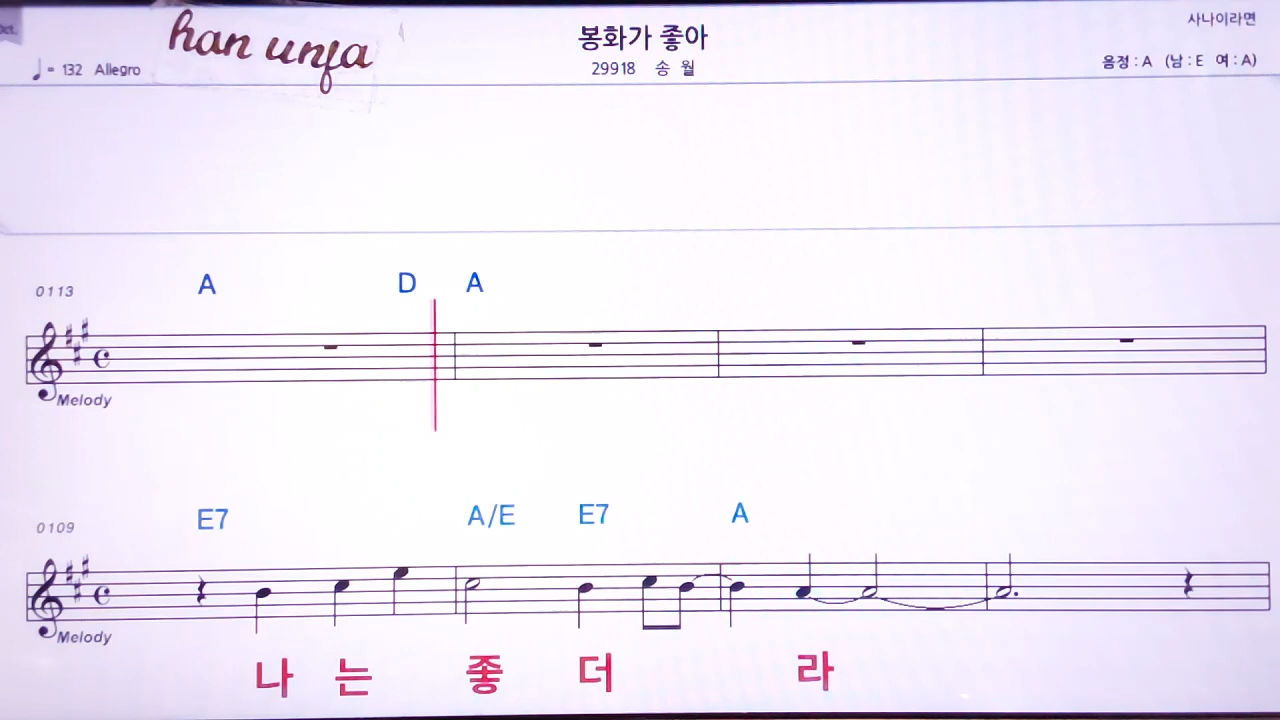 han unfa
봉화가 좋아
사나이라면
♩= 132 Allegro
29918 송 월
음정 : A (남 : E 여 : A)
A D A
0113
Melody
E7 A/E E7 A
0109
Melody
나 는 좋 더 라